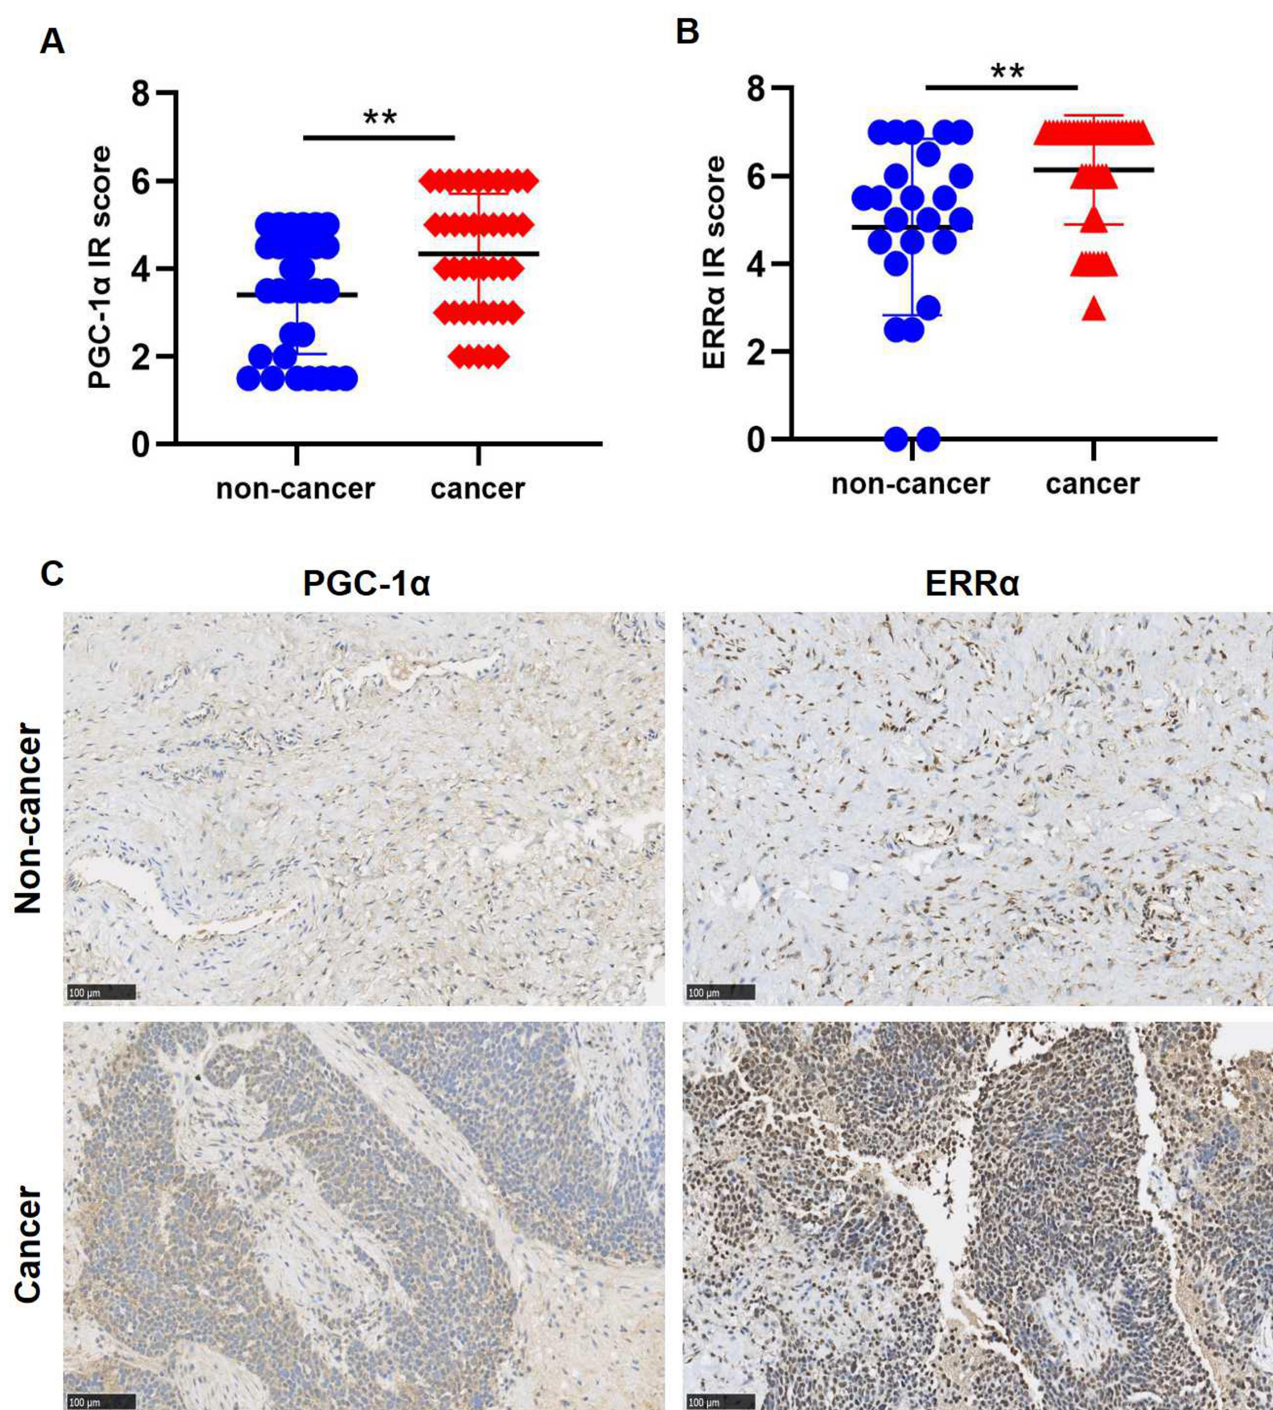 A
PGC-1α IR score
8
6
4
2
0
**
non-cancer
cancer
B
ERRα IR score
8
6
4
2
0
**
non-cancer
cancer
C
PGC-1α
ERRα
Non-cancer
100 µm
100 µm
Cancer
100 µm
100 µm